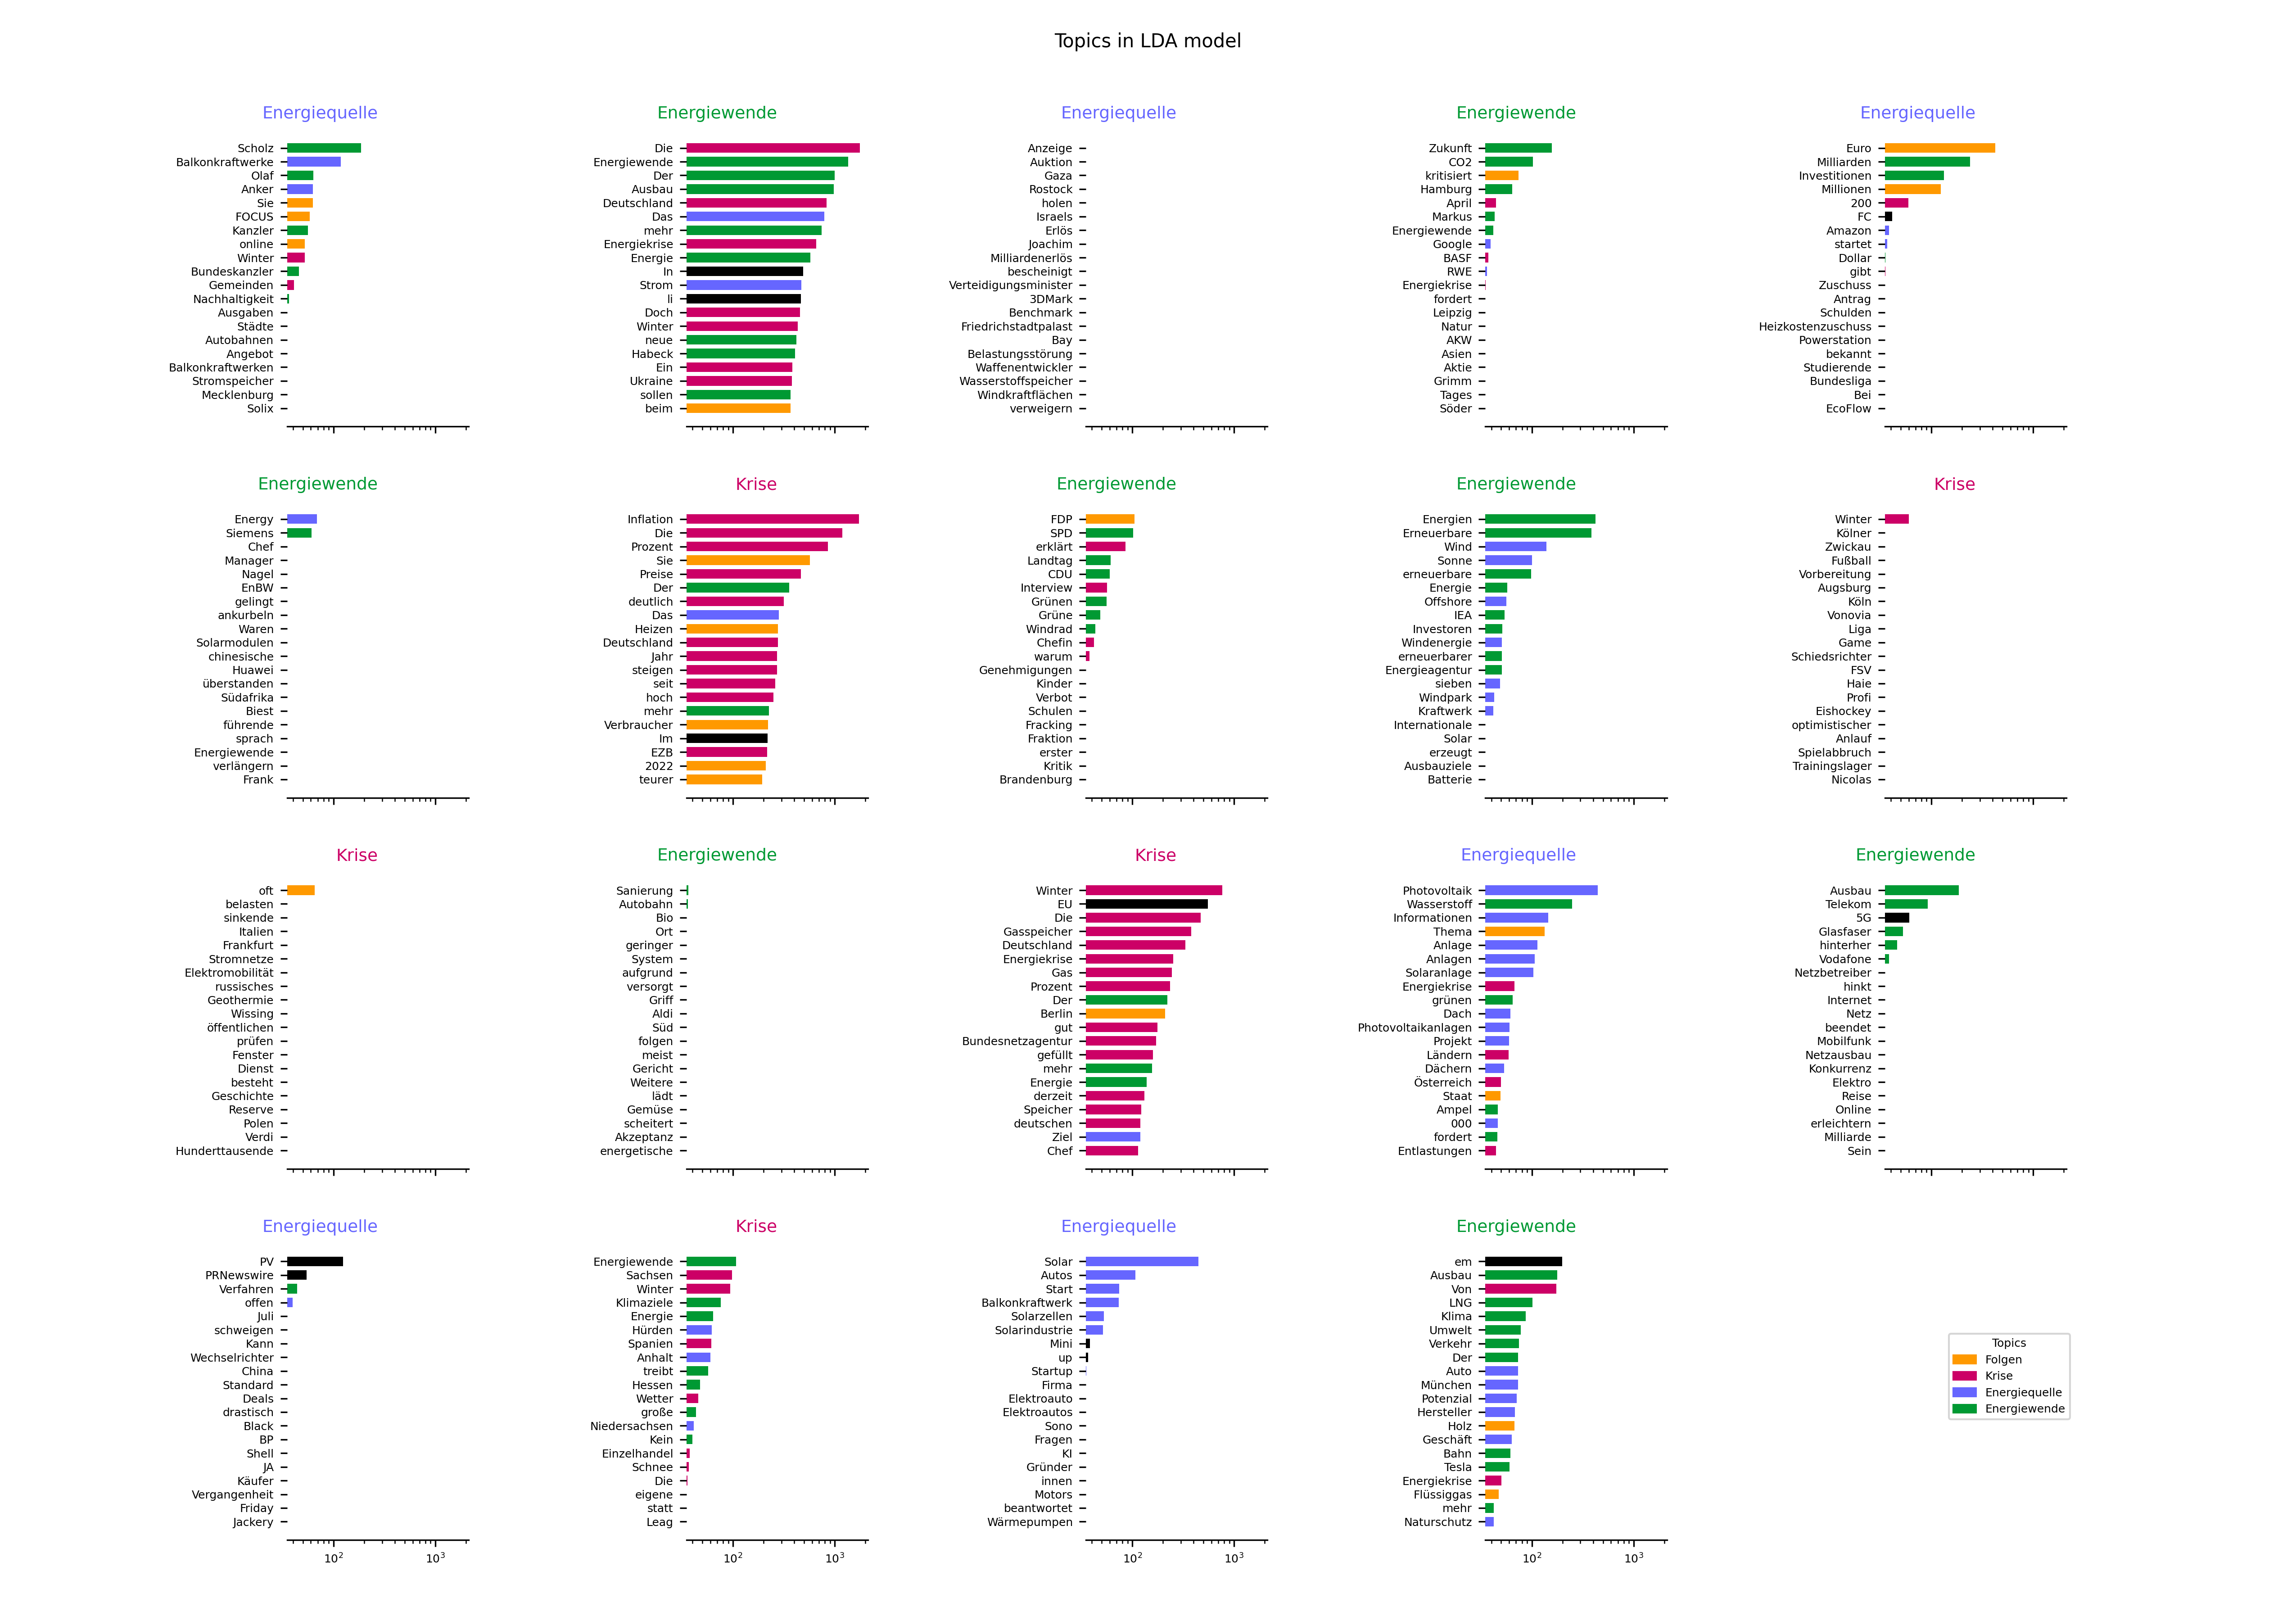 Topics in LDA model
Energiequelle
Scholz
Balkonkraftwerke
Olaf
Anker
Sie
FOCUS
Kanzler
online
Winter
Bundeskanzler
Gemeinden
Nachhaltigkeit
Ausgaben
Städte
Autobahnen
Angebot
Balkonkraftwerken
Stromspeicher
Mecklenburg
Solix
Energiewende
Die
Energiewende
Der
Ausbau
Deutschland
Das
mehr
Energiekrise
Energie
In
Strom
li
Doch
Winter
neue
Habeck
Ein
Ukraine
sollen
beim
Energiequelle
Anzeige
Auktion
Gaza
Rostock
holen
Israels
Erlös
Joachim
Milliardenerlös
bescheinigt
Verteidigungsminister
3DMark
Benchmark
Friedrichstadtpalast
Bay
Belastungsstörung
Waffenentwickler
Wasserstoffspeicher
Windkraftflächen
verweigern
Energiewende
Zukunft
CO2
kritisiert
Hamburg
April
Markus
Energiewende
Google
BASF
RWE
Energiekrise
fordert
Leipzig
Natur
AKW
Asien
Aktie
Grimm
Tages
Söder
Energiequelle
Euro
Milliarden
Investitionen
Millionen
200
FC
Amazon
startet
Dollar
gibt
Zuschuss
Antrag
Schulden
Heizkostenzuschuss
Powerstation
bekannt
Studierende
Bundesliga
Bei
EcoFlow
Energiewende
Energy
Siemens
Chef
Manager
Nagel
EnBW
gelingt
ankurbeln
Waren
Solarmodulen
chinesische
Huawei
überstanden
Südafrika
Biest
führende
sprach
Energiewende
verlängern
Frank
Krise
Inflation
Die
Prozent
Sie
Preise
Der
deutlich
Das
Heizen
Deutschland
Jahr
steigen
seit
hoch
mehr
Verbraucher
Im
EZB
2022
teurer
Energiewende
FDP
SPD
erklärt
Landtag
CDU
Interview
Grünen
Grüne
Windrad
Chefin
warum
Genehmigungen
Kinder
Verbot
Schulen
Fracking
Fraktion
erster
Kritik
Brandenburg
Energiewende
Energien
Erneuerbare
Wind
Sonne
erneuerbare
Energie
Offshore
IEA
Investoren
Windenergie
erneuerbarer
Energieagentur
sieben
Windpark
Kraftwerk
Internationale
Solar
erzeugt
Ausbauziele
Batterie
Krise
Winter
Kölner
Zwickau
Fußball
Vorbereitung
Augsburg
Köln
Vonovia
Liga
Game
Schiedsrichter
FSV
Haie
Profi
Eishockey
optimistischer
Anlauf
Spielabbruch
Trainingslager
Nicolas
Krise
oft
belasten
sinkende
Italien
Frankfurt
Stromnetze
Elektromobilität
russisches
Geothermie
Wissing
öffentlichen
prüfen
Fenster
Dienst
besteht
Geschichte
Reserve
Polen
Verdi
Hunderttausende
Energiewende
Sanierung
Autobahn
Bio
Ort
geringer
System
aufgrund
versorgt
Griff
Aldi
Süd
folgen
meist
Gericht
Weitere
lädt
Gemüse
scheitert
Akzeptanz
energetische
Krise
Winter
EU
Die
Gasspeicher
Deutschland
Energiekrise
Gas
Prozent
Der
Berlin
gut
Bundesnetzagentur
gefüllt
mehr
Energie
derzeit
Speicher
deutschen
Ziel
Chef
Energiequelle
Photovoltaik
Wasserstoff
Informationen
Thema
Anlage
Anlagen
Solaranlage
Energiekrise
grünen
Dach
Photovoltaikanlagen
Projekt
Ländern
Dächern
Österreich
Staat
Ampel
000
fordert
Entlastungen
Energiewende
Ausbau
Telekom
5G
Glasfaser
hinterher
Vodafone
Netzbetreiber
hinkt
Internet
Netz
beendet
Mobilfunk
Netzausbau
Konkurrenz
Elektro
Reise
Online
erleichtern
Milliarde
Sein
Energiequelle
PV
PRNewswire
Verfahren
offen
Juli
schweigen
Kann
Wechselrichter
China
Standard
Deals
drastisch
Black
BP
Shell
JA
Käufer
Vergangenheit
Friday
Jackery
10² 10³
Krise
Energiewende
Sachsen
Winter
Klimaziele
Energie
Hürden
Spanien
Anhalt
treibt
Hessen
Wetter
große
Niedersachsen
Kein
Einzelhandel
Schnee
Die
eigene
statt
Leag
10² 10³
Energiequelle
Solar
Autos
Start
Balkonkraftwerk
Solarzellen
Solarindustrie
Mini
up
Startup
Firma
Elektroauto
Elektroautos
Sono
Fragen
KI
Gründer
innen
Motors
beantwortet
Wärmepumpen
10² 10³
Energiewende
em
Ausbau
Von
LNG
Klima
Umwelt
Verkehr
Der
Auto
München
Potenzial
Hersteller
Holz
Geschäft
Bahn
Tesla
Energiekrise
Flüssiggas
mehr
Naturschutz
10² 10³
Topics
Folgen
Krise
Energiequelle
Energiewende